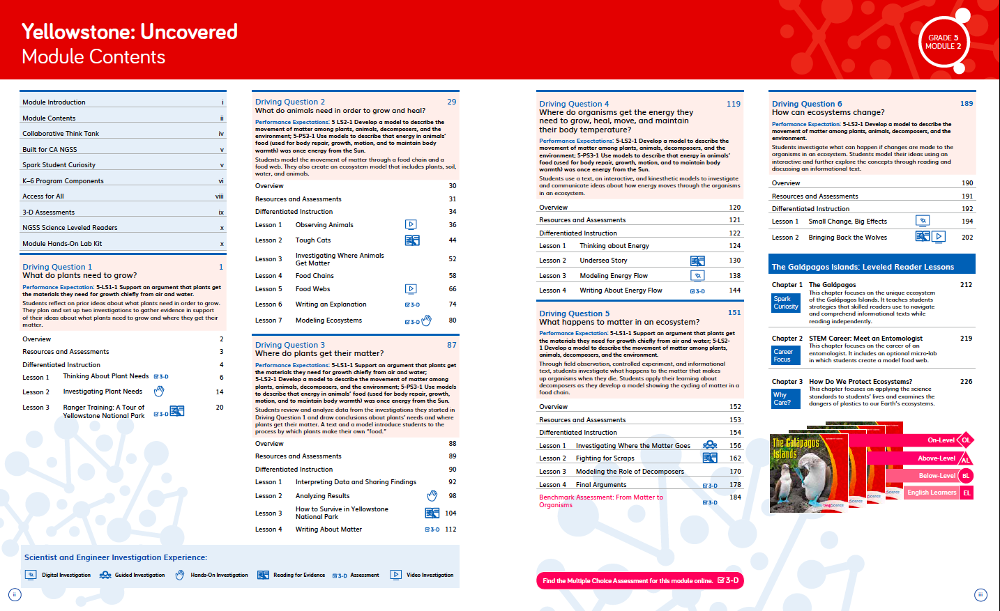 Yellowstone: Uncovered
Module Contents
GRADE 5
MODULE 2
Module Introduction i
Module Contents ii
Collaborative Think Tank iv
Built for CA NGSS v
Spark Student Curiosity v
K–6 Program Components vi
Access for All viii
3-D Assessments ix
NGSS Science Leveled Readers x
Module Hands-On Lab Kit x
Driving Question 1 1
What do plants need to grow?
Performance Expectation: 5-LS1-1 Support an argument that plants get
the materials they need for growth chiefly from air and water.
Students reflect on prior ideas about what plants need in order to grow.
They plan and set up two investigations to gather evidence in support
of their ideas about what plants need to grow and where they get their
matter.
Overview 2
Resources and Assessments 3
Differentiated Instruction 4
Lesson 1 Thinking About Plant Needs 3-D 6
Lesson 2 Investigating Plant Needs 14
Lesson 3 Ranger Training: A Tour of
Yellowstone National Park 3-D 20
Driving Question 2 29
What do animals need in order to grow and heal?
Performance Expectations: 5 LS2-1 Develop a model to describe the
movement of matter among plants, animals, decomposers, and the
environment; 5-PS3-1 Use models to describe that energy in animals’
food (used for body repair, growth, motion, and to maintain body
warmth) was once energy from the Sun.
Students model the movement of matter through a food chain and a
food web. They also create an ecosystem model that includes plants, soil,
water, and animals.
Overview 30
Resources and Assessments 31
Differentiated Instruction 34
Lesson 1 Observing Animals 36
Lesson 2 Tough Cats 44
Lesson 3 Investigating Where Animals
Get Matter 52
Lesson 4 Food Chains 58
Lesson 5 Food Webs 66
Lesson 6 Writing an Explanation 3-D 74
Lesson 7 Modeling Ecosystems 3-D 80
Driving Question 3 87
Where do plants get their matter?
Performance Expectations: 5-LS1-1 Support an argument that plants get
the materials they need for growth chiefly from air and water;
5-LS2-1 Develop a model to describe the movement of matter among
plants, animals, decomposers, and the environment; 5-PS3-1 Use models
to describe that energy in animals’ food (used for body repair, growth,
motion, and to maintain body warmth) was once energy from the Sun.
Students review and analyze data from the investigations they started in
Driving Question 1 and draw conclusions about plants’ needs and where
plants get their matter. A text and a model introduce students to the
process by which plants make their own “food.”
Overview 88
Resources and Assessments 89
Differentiated Instruction 90
Lesson 1 Interpreting Data and Sharing Findings 92
Lesson 2 Analyzing Results 98
Lesson 3 How to Survive in Yellowstone
National Park 104
Lesson 4 Writing About Matter 3-D 112
Scientist and Engineer Investigation Experience:
Digital Investigation Guided Investigation Hands-On Investigation Reading for Evidence 3-D Assessment Video Investigation
ii
Driving Question 4 119
Where do organisms get the energy they
need to grow, heal, move, and maintain
their body temperature?
Performance Expectations: 5-LS2-1 Develop a model to describe the
movement of matter among plants, animals, decomposers, and the
environment; 5-PS3-1 Use models to describe that energy in animals’
food (used for body repair, growth, motion, and to maintain body
warmth) was once energy from the Sun.
Students use a text, an interactive, and kinesthetic models to investigate
and communicate ideas about how energy moves through the organisms
in an ecosystem.
Overview 120
Resources and Assessments 121
Differentiated Instruction 122
Lesson 1 Thinking about Energy 124
Lesson 2 Undersea Story 130
Lesson 3 Modeling Energy Flow 138
Lesson 4 Writing About Energy Flow 3-D 144
Driving Question 5 151
What happens to matter in an ecosystem?
Performance Expectation: 5-LS1-1 Support an argument that plants get
the materials they need for growth chiefly from air and water; 5-LS2-
1 Develop a model to describe the movement of matter among plants,
animals, decomposers, and the environment.
Through field observation, controlled experiment, and informational
text, students investigate what happens to the matter that makes
up organisms when they die. Students apply their learning about
decomposers as they develop a model showing the cycling of matter in a
food chain.
Overview 152
Resources and Assessments 153
Differentiated Instruction 154
Lesson 1 Investigating Where the Matter Goes 156
Lesson 2 Fighting for Scraps 162
Lesson 3 Modeling the Role of Decomposers 170
Lesson 4 Final Arguments 3-D 178
Benchmark Assessment: From Matter to
Organisms 3-D 184
Find the Multiple Choice Assessment for this module online. 3-D
Driving Question 6 189
How can ecosystems change?
Performance Expectation: 5-LS2-1 Develop a model to describe the
movement of matter among plants, animals, decomposers, and the
environment.
Students investigate what can happen if changes are made to the
organisms in an ecosystem. Students model their ideas using an
interactive and further explore the concepts through reading and
discussing an informational text.
Overview 190
Resources and Assessments 191
Differentiated Instruction 192
Lesson 1 Small Change, Big Effects 194
Lesson 2 Bringing Back the Wolves 202
The Galápagos Islands: Leveled Reader Lessons
Chapter 1 The Galápagos 212
Spark
Curiosity
This chapter focuses on the unique ecosystem
of the Galápagos Islands. It teaches students
strategies that skilled readers use to navigate
and comprehend informational texts while
reading independently.
Chapter 2 STEM Career: Meet an Entomologist 219
Career
Focus
This chapter focuses on the career of an
entomologist. It includes an optional micro-lab
in which students create a model food web.
Chapter 3 How Do We Protect Ecosystems? 226
Why
Care?
This chapter focuses on applying the science
standards to students’ lives and examines the
dangers of plastics to our Earth’s ecosystems.
The Galápagos
Islands
On-Level OL
Above-Level AL
Below-Level BL
English Learners EL
iii